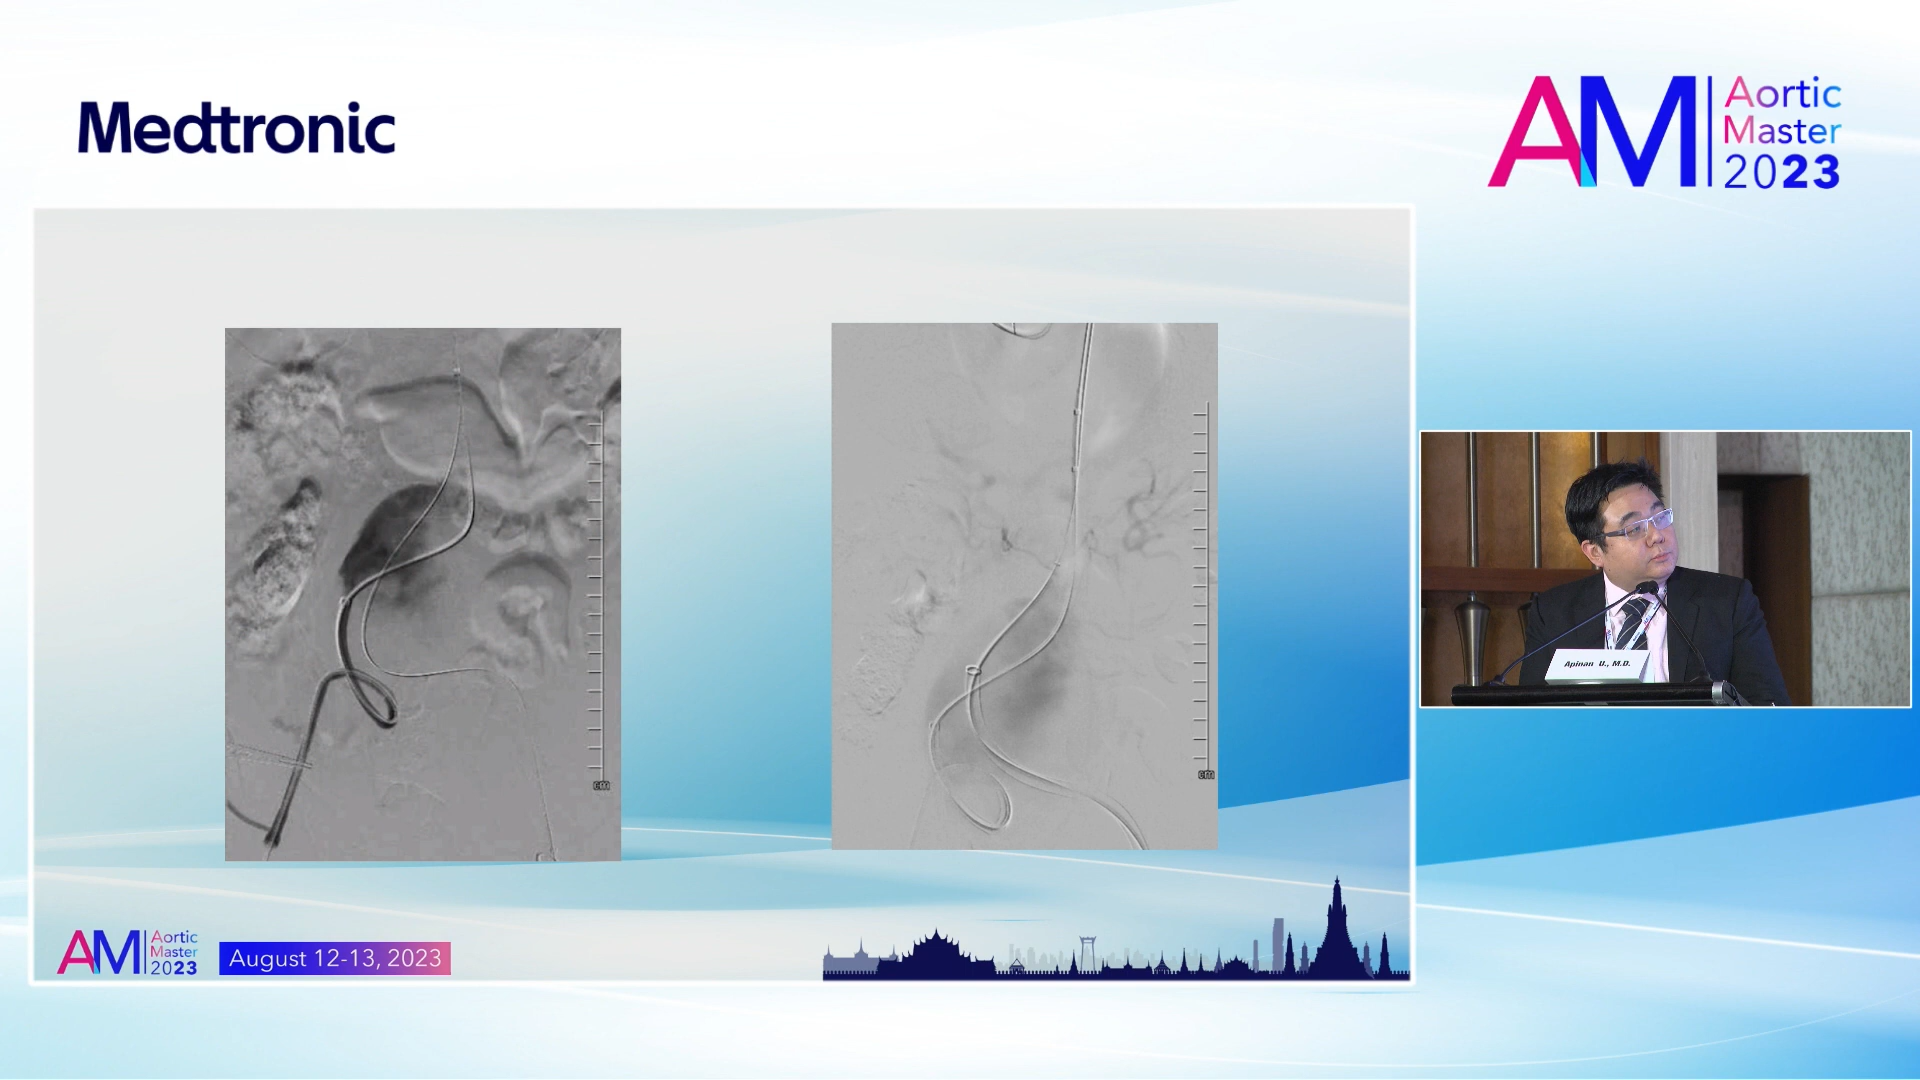 Medtronic
AM
Aortic
Master
2023
cm
cm
Apinan U., M.D.
AM
Aortic
Master
2023
August 12-13, 2023